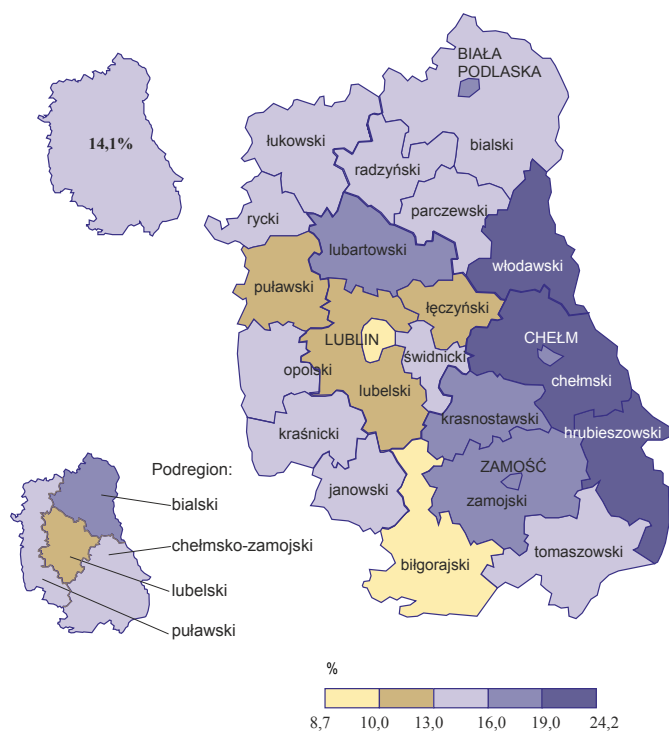 14,1%
BIAŁA
PODLASKA
łukowski
radzyński
bialski
rycki
parczewski
lubartowski
włodawski
puławski
łęczyński
LUBLIN
świdnicki
CHEŁM
opolski
lubelski
chełmski
krasnostawski
hrubieszowski
kraśnicki
ZAMOŚĆ
janowski
zamojski
tomaszowski
biłgorajski
Podregion:
bialski
chełmsko-zamojski
lubelski
puławski
%
8,7 10,0 13,0 16,0 19,0 24,2